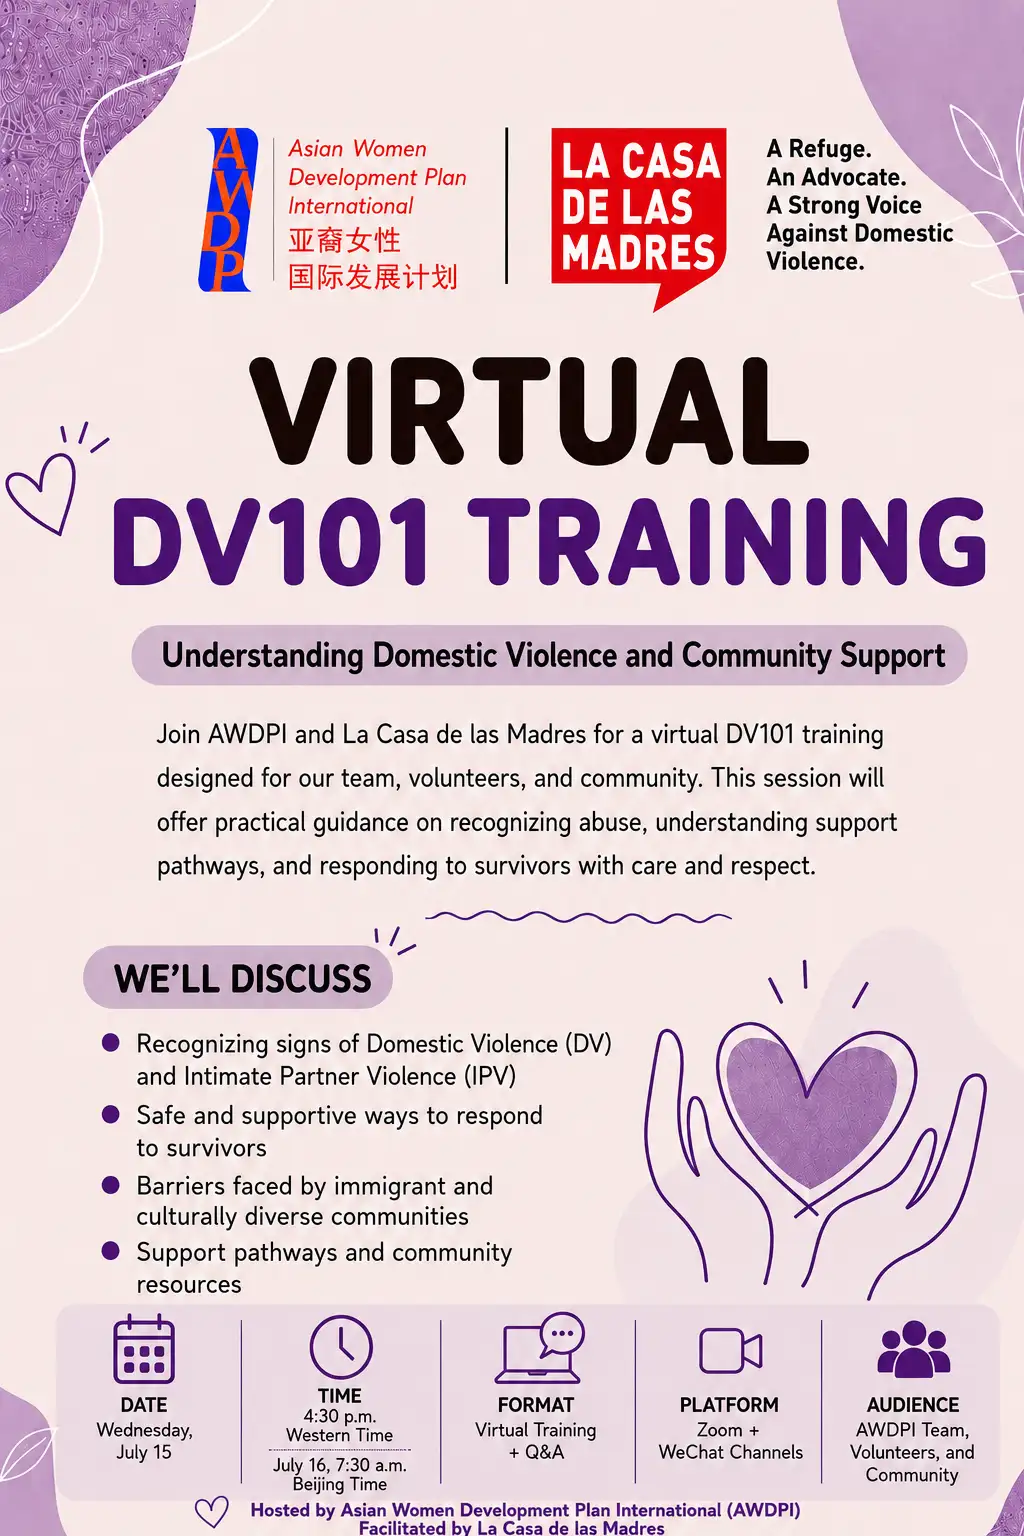 AWDP
Asian Women
Development Plan
International
亚裔女性
国际发展计划
LA CASA
DE LAS
MADRES
A Refuge.
An Advocate.
A Strong Voice
Against Domestic
Violence.
VIRTUAL
DV101 TRAINING
Understanding Domestic Violence and Community Support
Join AWDPI and La Casa de las Madres for a virtual DV101 training
designed for our team, volunteers, and community. This session will
offer practical guidance on recognizing abuse, understanding support
pathways, and responding to survivors with care and respect.
WE'LL DISCUSS
Recognizing signs of Domestic Violence (DV)
and Intimate Partner Violence (IPV)
Safe and supportive ways to respond
to survivors
Barriers faced by immigrant and
culturally diverse communities
Support pathways and community
resources
DATE
Wednesday,
July 15
TIME
4:30 p.m.
Western Time
July 16, 7:30 a.m.
Beijing Time
FORMAT
Virtual Training
+ Q&A
PLATFORM
Zoom +
WeChat Channels
AUDIENCE
AWDPI Team,
Volunteers, and
Community
Hosted by Asian Women Development Plan International (AWDPI)
Facilitated by La Casa de las Madres